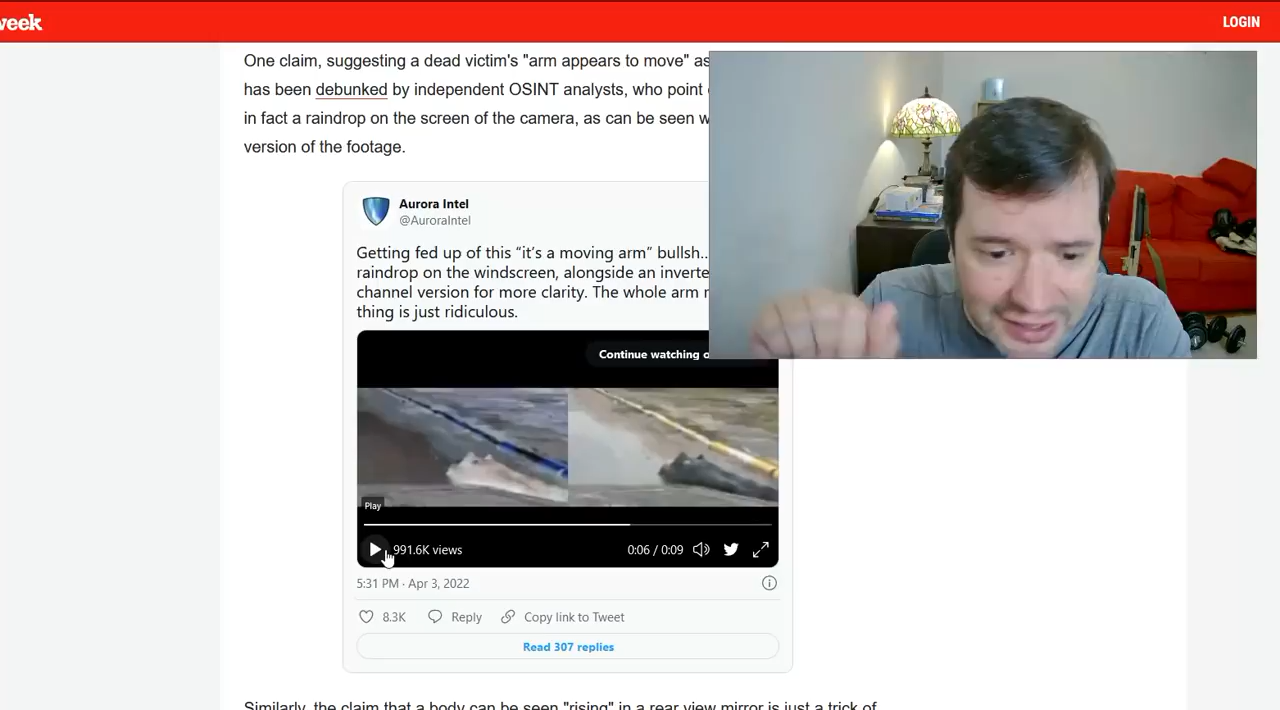 LOGIN
One claim, suggesting a dead victim's "arm appears to move" as
has been debunked by independent OSINT analysts, who point
in fact a raindrop on the screen of the camera, as can be seen
version of the footage.
Aurora Intel
@AuroraIntel
Getting fed up of this “it’s a moving arm” bullsh..
raindrop on the windscreen, alongside an inverte
channel version for more clarity. The whole arm
thing is just ridiculous.
Continue watching
Play
991.6K views
0:06 / 0:09
5:31 PM · Apr 3, 2022
8.3K Reply Copy link to Tweet
Read 307 replies
Similarly, the claim that a body can be seen "rising" in a rear view mirror is just a trick of